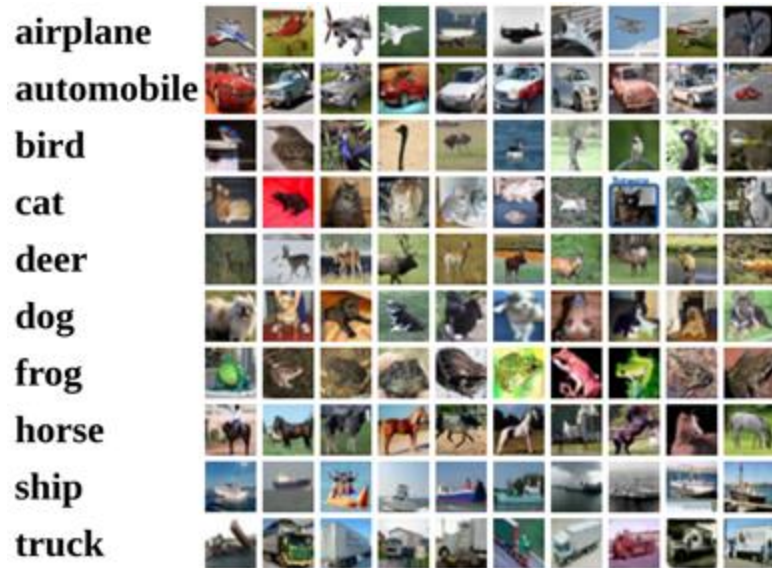 airplane
automobile
bird
cat
deer
dog
frog
horse
ship
truck